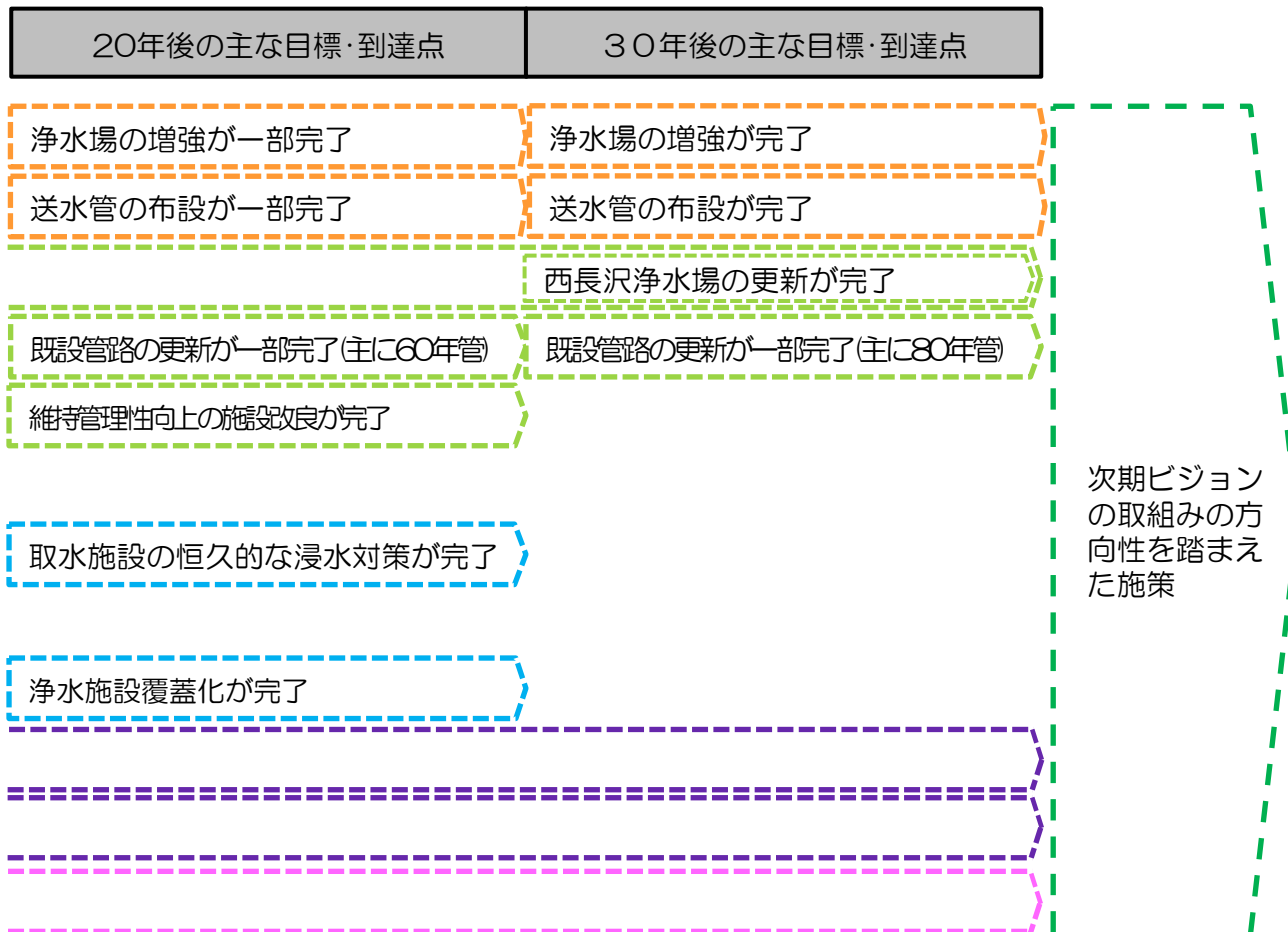 20年後の主な目標・到達点
３０年後の主な目標・到達点
浄水場の増強が一部完了
浄水場の増強が完了
送水管の布設が一部完了
送水管の布設が完了
西長沢浄水場の更新が完了
既設管路の更新が一部完了(主に60年管)
既設管路の更新が一部完了(主に80年管)
維持管理性向上の施設改良が完了
取水施設の恒久的な浸水対策が完了
浄水施設覆蓋化が完了
次期ビジョン
の取組みの方
向性を踏まえ
た施策